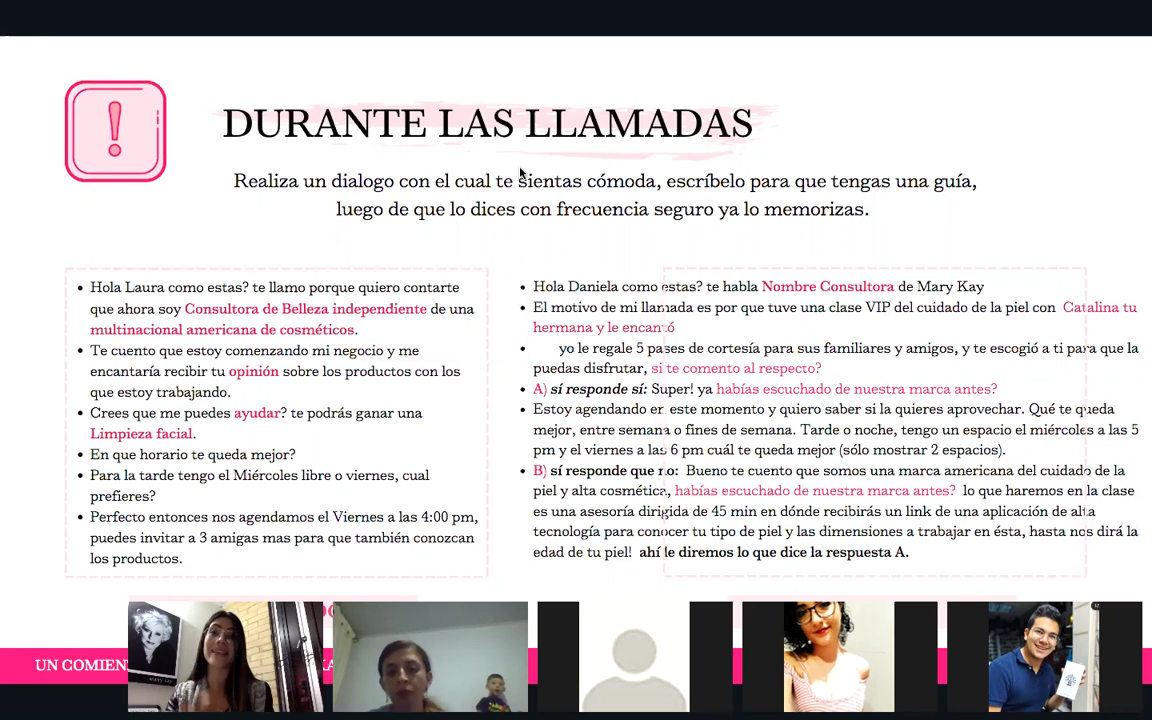 DURANTE LAS LLAMADAS
Realiza un dialogo con el cual te sientas cómoda, escríbelo para que tengas una guía,
luego de que lo dices con frecuencia seguro ya lo memorizas.
• Hola Laura como estas? te llamo porque quiero contarte
que ahora soy Consultora de Belleza independiente de una
multinacional americana de cosméticos.
• Te cuento que estoy comenzando mi negocio y me
encantaría recibir tu opinión sobre los productos con los
que estoy trabajando.
• Crees que me puedes ayudar? te podrás ganar una
Limpieza facial.
• En que horario te queda mejor?
• Para la tarde tengo el Miércoles libre o viernes, cual
prefieres?
• Perfecto entonces nos agendamos el Viernes a las 4:00 pm,
puedes invitar a 3 amigas mas para que también conozcan
los productos.
• Hola Daniela como estas? te habla Nombre Consultora de Mary Kay
• El motivo de mi llamada es por que tuve una clase VIP del cuidado de la piel con Catalina tu
hermana y le encantó
• yo le regale 5 pases de cortesía para sus familiares y amigos, y te escogió a ti para que la
puedas disfrutar, si te comento al respecto?
• A) sí responde sí: Super! ya habías escuchado de nuestra marca antes?
• Estoy agendando en este momento y quiero saber si la quieres aprovechar. Qué te queda
mejor, entre semana o fines de semana. Tarde o noche, tengo un espacio el miércoles a las 5
pm y el viernes a las 6 pm cuál te queda mejor (sólo mostrar 2 espacios).
• B) sí responde que no: Bueno te cuento que somos una marca americana del cuidado de la
piel y alta cosmética, habías escuchado de nuestra marca antes? lo que haremos en la clase
es una asesoría dirigida de 45 min en dónde recibirás un link de una aplicación de alta
tecnología para conocer tu tipo de piel y las dimensiones a trabajar en ésta, hasta nos dirá la
edad de tu piel! ahí le diremos lo que dice la respuesta A.
UN
MARY KAY